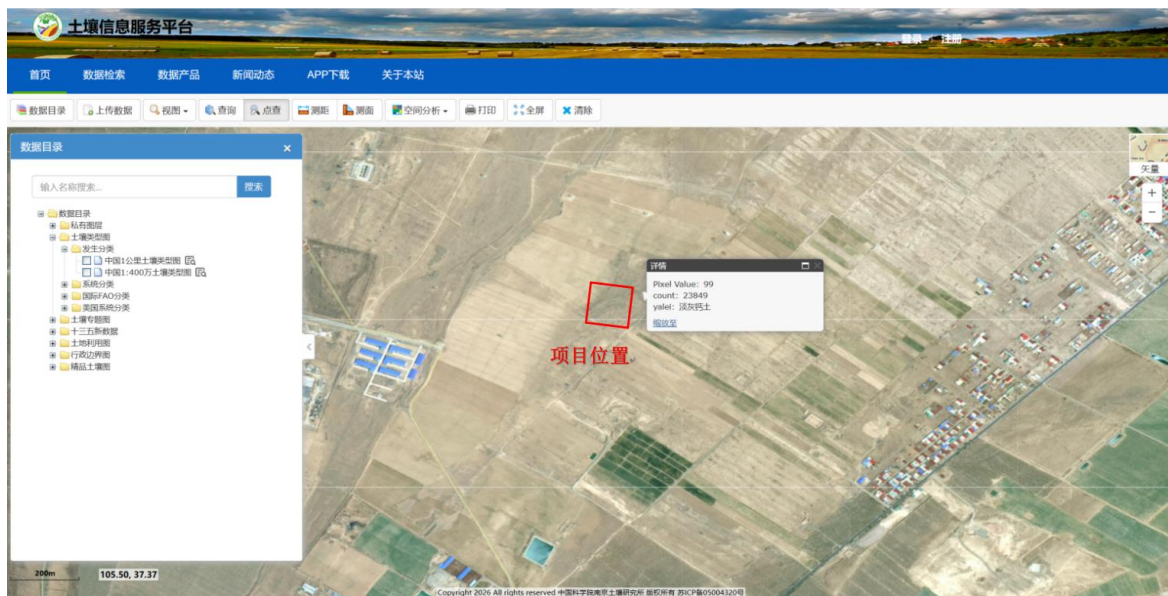 土壤信息服务平台
登录 注册
首页 数据检索 数据产品 新闻动态 APP下载 关于本站
数据目录 上传数据 视图 查询 点查 测距 测面 空间分析 打印 全屏 清除
数据目录 ×
输入名称搜索... 搜索
数据目录
私有图层
土壤类型图
发生分类
中国1公里土壤类型图
中国1:400万土壤类型图
系统分类
国际FAO分类
美国系统分类
土壤专题图
十三五新数据
土地利用图
行政边界图
精品土壤图
矢量
+
−
详情
Pixel Value: 99
count: 23849
yalei: 淡灰钙土
缩放至
项目位置
200m 105.50, 37.37
Copyright 2026 All rights reserved 中国科学院南京土壤研究所 版权所有 苏ICP备05004320号